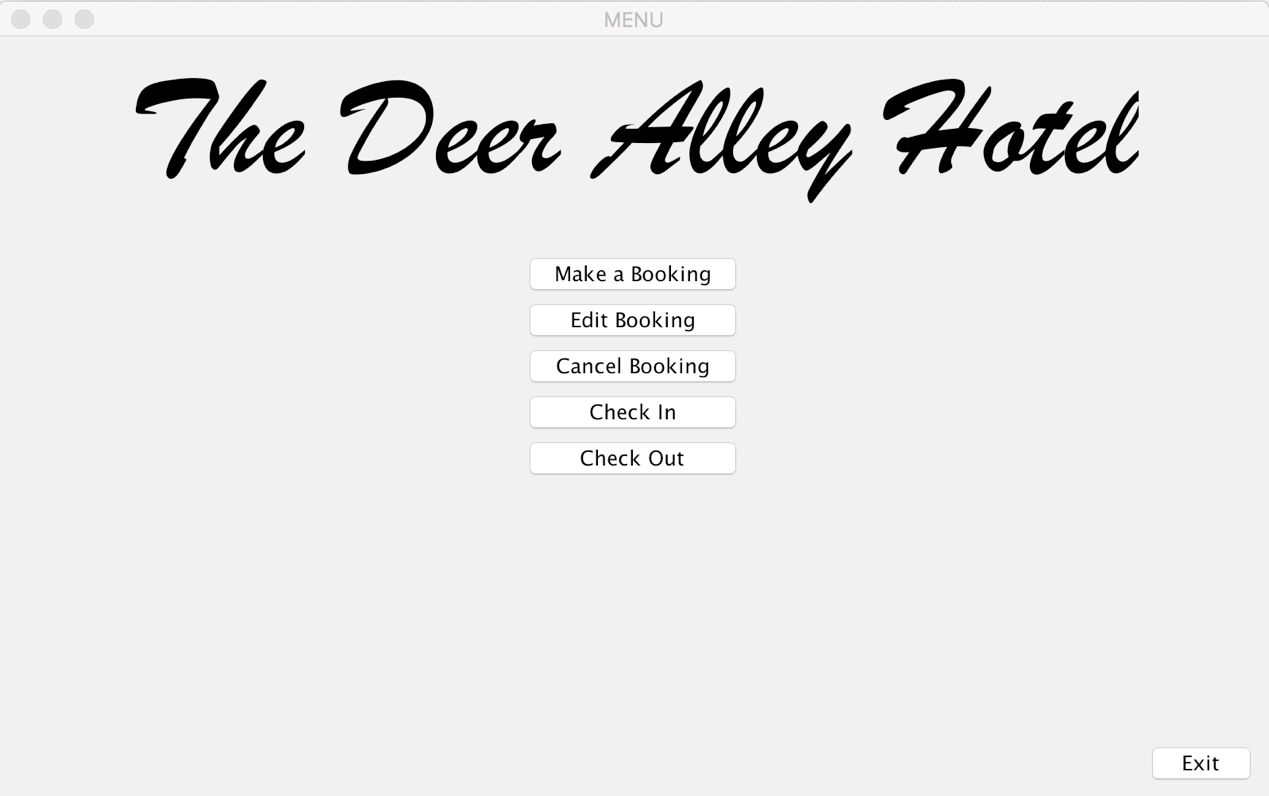 MENU
The Deer Alley Hotel
Make a Booking
Edit Booking
Cancel Booking
Check In
Check Out
Exit